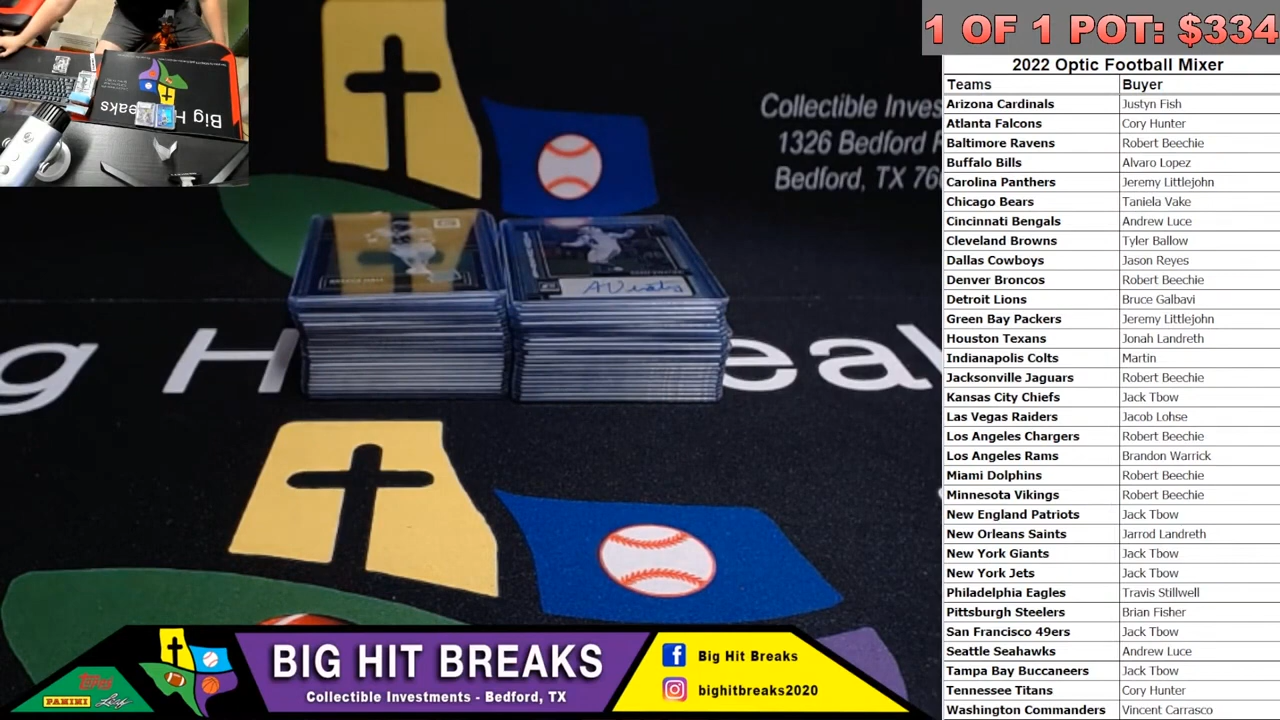 1 OF 1 POT: $334
2022 Optic Football Mixer
Teams Buyer
Arizona Cardinals Justyn Fish
Atlanta Falcons Cory Hunter
Baltimore Ravens Robert Beechie
Buffalo Bills Alvaro Lopez
Carolina Panthers Jeremy Littlejohn
Chicago Bears Taniela Vake
Cincinnati Bengals Andrew Luce
Cleveland Browns Tyler Ballow
Dallas Cowboys Jason Reyes
Denver Broncos Robert Beechie
Detroit Lions Bruce Galbavi
Green Bay Packers Jeremy Littlejohn
Houston Texans Jonah Landreth
Indianapolis Colts Martin
Jacksonville Jaguars Robert Beechie
Kansas City Chiefs Jack Tbow
Las Vegas Raiders Jacob Lohse
Los Angeles Chargers Robert Beechie
Los Angeles Rams Brandon Warrick
Miami Dolphins Robert Beechie
Minnesota Vikings Robert Beechie
New England Patriots Jack Tbow
New Orleans Saints Jarrod Landreth
New York Giants Jack Tbow
New York Jets Jack Tbow
Philadelphia Eagles Travis Stillwell
Pittsburgh Steelers Brian Fisher
San Francisco 49ers Jack Tbow
Seattle Seahawks Andrew Luce
Tampa Bay Buccaneers Jack Tbow
Tennessee Titans Cory Hunter
Washington Commanders Vincent Carrasco
Collectible Inves
1326 Bedford
Bedford, TX 76
g H eak
Big H eaks
BIG HIT BREAKS
Collectible Investments - Bedford, TX
Big Hit Breaks
bighitbreaks2020
Topps
PANINI Leaf